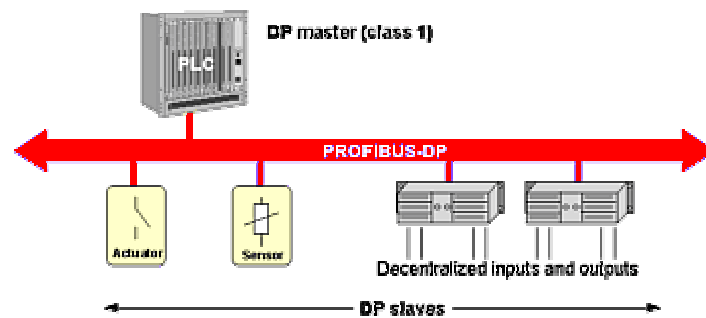 DP master (class 1)
PLC
PROFIBUS-DP
Actuator
Sensor
Decentralized inputs and outputs
DP slaves